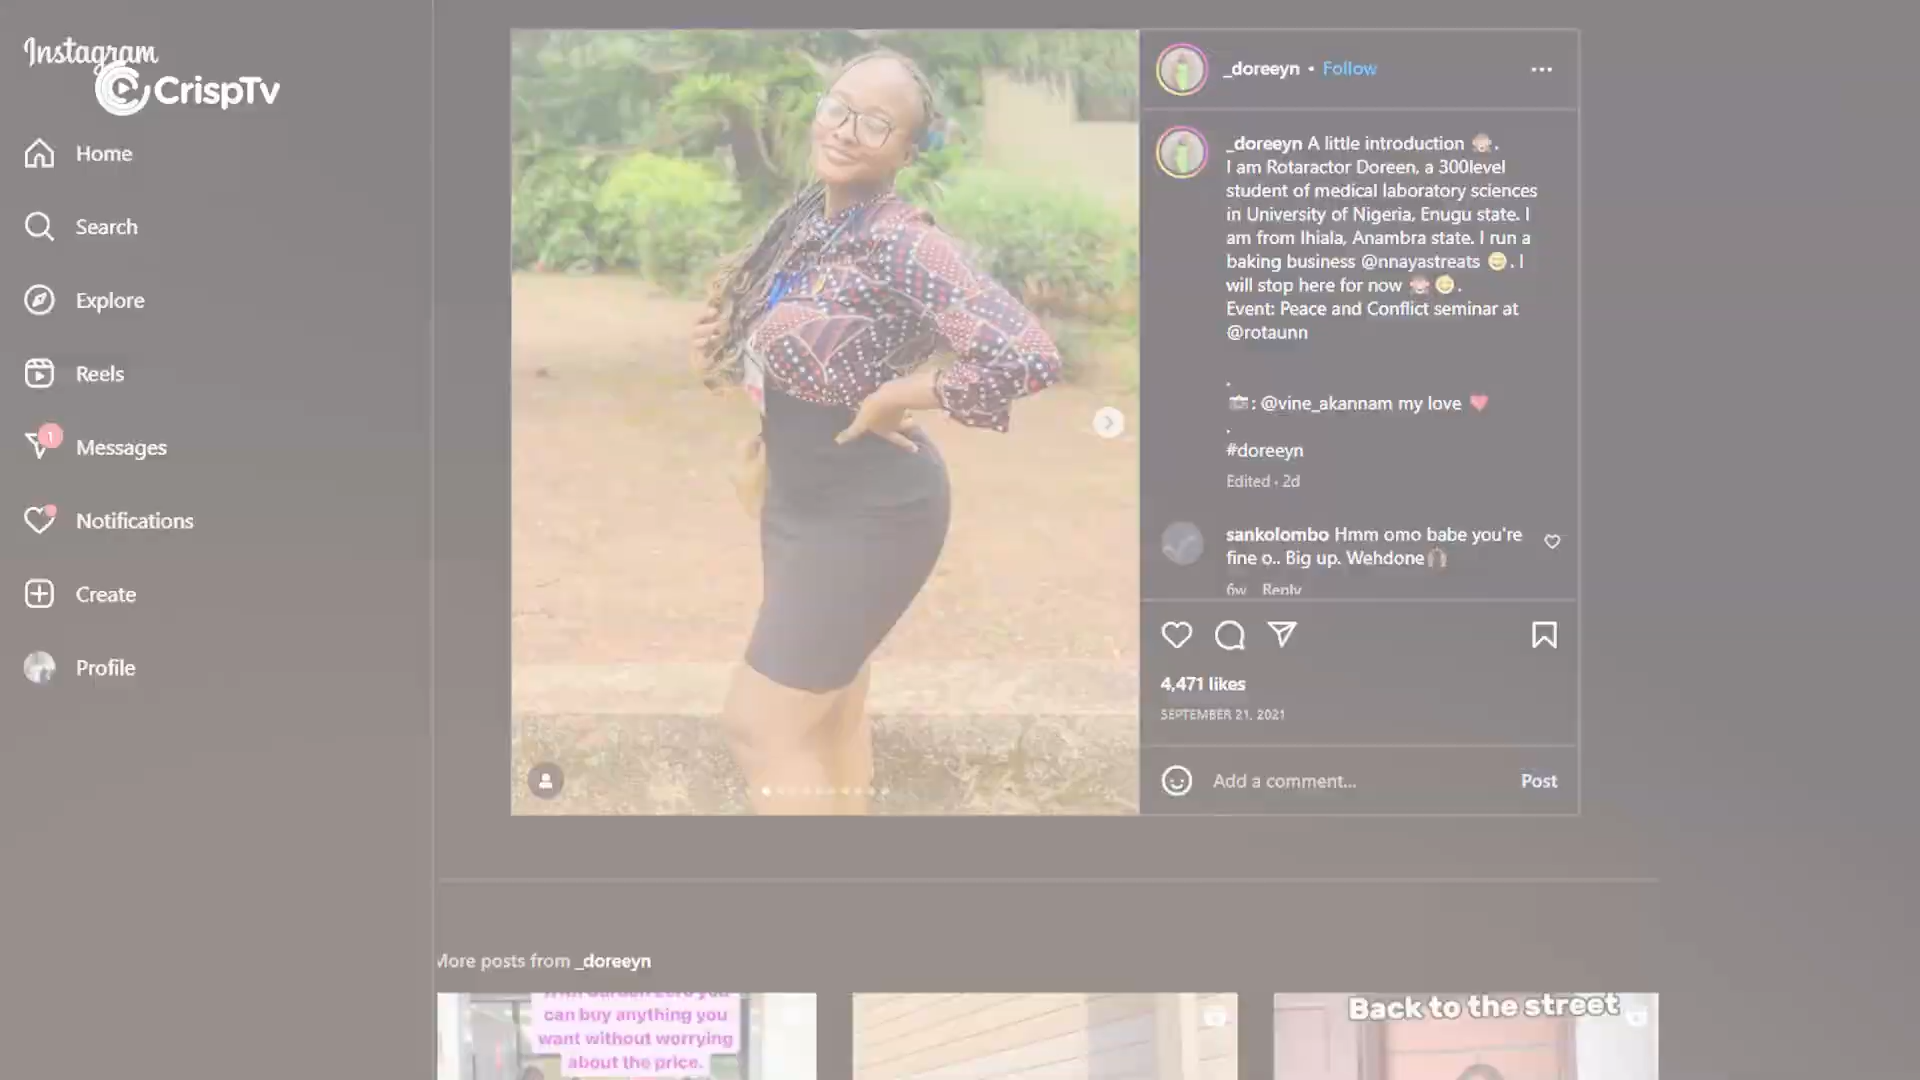 Instagram
CrispTv
Home
Search
Explore
Reels
1
Messages
Notifications
Create
Profile
_doreeyn • Follow
_doreeyn A little introduction 🙊.
I am Rotaractor Doreen, a 300level
student of medical laboratory sciences
in University of Nigeria, Enugu state. I
am from Ihiala, Anambra state. I run a
baking business @nnayastreats 😅. I
will stop here for now 🙊😅.
Event: Peace and Conflict seminar at
@rotaunn
.
📷: @vine_akannam my love ❤️
.
#doreeyn
Edited • 2d
sankolombo Hmm omo babe you're
fine o.. Big up. Wehdone
6w Reply
4,471 likes
SEPTEMBER 21, 2021
Add a comment... Post
More posts from _doreeyn
can buy anything you
want without worrying
about the price.
Back to the street